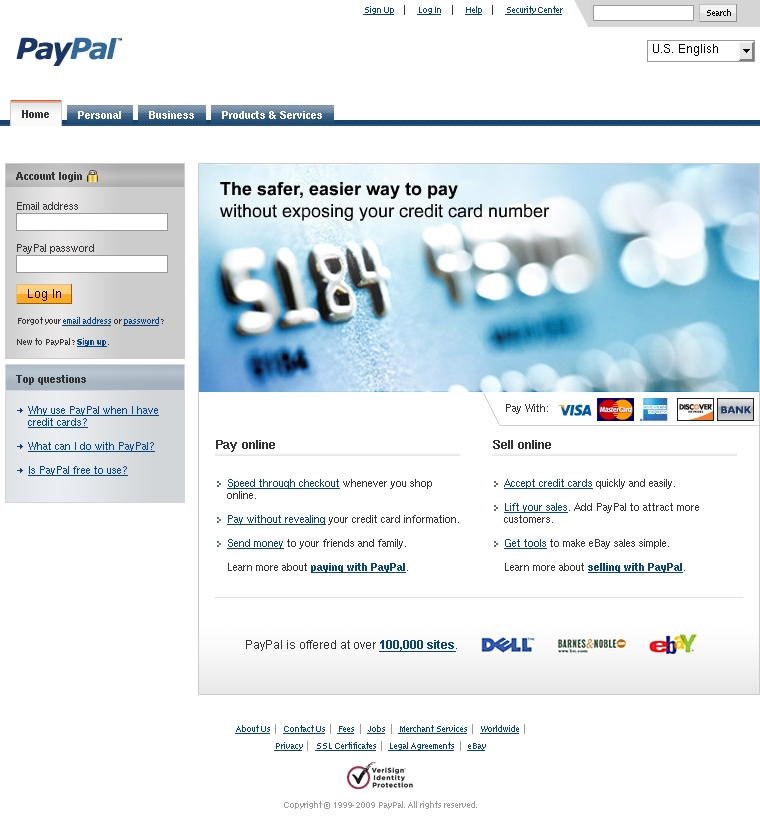 Sign Up | Log In | Help | Security Center Search
PayPal™
U.S. English
Home Personal Business Products & Services
Account login
Email address
PayPal password
Log In
Forgot your email address or password?
New to PayPal? Sign up.
Top questions
Why use PayPal when I have
credit cards?
What can I do with PayPal?
Is PayPal free to use?
The safer, easier way to pay
without exposing your credit card number
5184
5184
Pay With: VISA MasterCard AMERICAN EXPRESS DISCOVER BANK
Pay online
Speed through checkout whenever you shop
online.
Pay without revealing your credit card information.
Send money to your friends and family.
Learn more about paying with PayPal.
Sell online
Accept credit cards quickly and easily.
Lift your sales. Add PayPal to attract more
customers.
Get tools to make eBay sales simple.
Learn more about selling with PayPal.
PayPal is offered at over 100,000 sites. DELL™ BARNES&NOBLE www.bn.com ebaY
About Us | Contact Us | Fees | Jobs | Merchant Services | Worldwide |
Privacy | SSL Certificates | Legal Agreements | eBay
VeriSign
Identity
Protection
Copyright © 1999-2009 PayPal. All rights reserved.